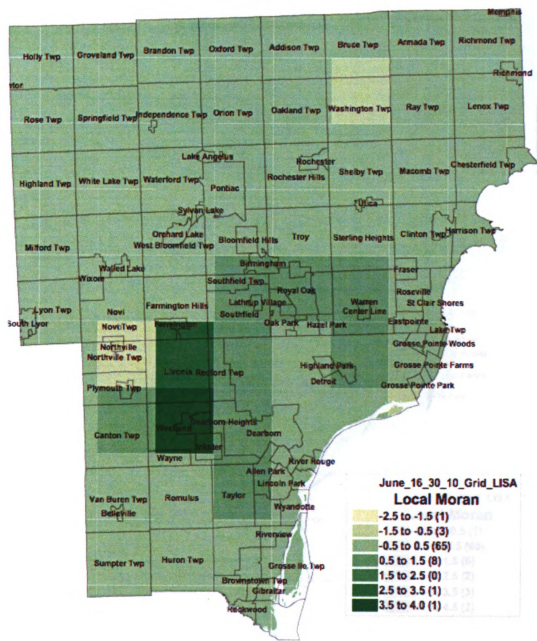 Memphis
Holly Twp Groveland Twp Brandon Twp Oxford Twp Addison Twp Bruce Twp Armada Twp Richmond Twp
Richmond
Rose Twp Springfield Twp Independence Twp Orion Twp Oakland Twp Washington Twp Ray Twp Lenox Twp
Lake Angelus
Rochester
Highland Twp White Lake Twp Waterford Twp Pontiac Rochester Hills Shelby Twp Macomb Twp Chesterfield Twp
Sylvan Lake Utica
Orchard Lake
Milford Twp West Bloomfield Twp Bloomfield Hills Troy Sterling Heights Clinton Twp Harrison Twp
Walled Lake Birmingham
Wixom Fraser
Southfield Twp Royal Oak Roseville
Lyon Twp Novi Farmington Hills Lathrup Village Warren St Clair Shores
Southfield Center Line
South Lyon Novi Twp Farmington Oak Park Hazel Park Eastpointe Lake Twp
Northville Grosse Pointe Woods
Northville Twp Highland Park Grosse Pointe Farms
Livonia Redford Twp Detroit
Plymouth Twp Grosse Pointe Park
Canton Twp Westland Dearborn Heights Dearborn
Inkster
Wayne River Rouge
Allen Park
Lincoln Park
Van Buren Twp Romulus Taylor Wyandotte
Belleville
Riverview
Sumpter Twp Huron Twp Grosse Ile Twp
Brownstown Twp
Gibraltar
Rockwood
June_16_30_10_Grid_LISA
Local Moran
-2.5 to -1.5 (1)
-1.5 to -0.5 (3)
-0.5 to 0.5 (65)
0.5 to 1.5 (8)
1.5 to 2.5 (0)
2.5 to 3.5 (1)
3.5 to 4.0 (1)